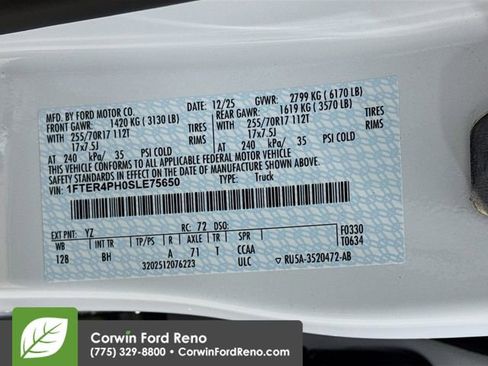 MFD. BY FORD MOTOR CO. 12/25 GVWR: 2799 KG ( 6170 LB)
FRONT GAWR: 1420 KG ( 3130 LB) REAR GAWR: 1619 KG ( 3570 LB)
WITH 255/70R17 112T TIRES WITH 255/70R17 112T TIRES
17x7.5J RIMS 17x7.5J RIMS
AT 240 kPa/ 35 PSI COLD AT 240 kPa/ 35 PSI COLD
THIS VEHICLE CONFORMS TO ALL APPLICABLE FEDERAL MOTOR VEHICLE
SAFETY STANDARDS IN EFFECT ON THE DATE OF MANUFACTURE SHOWN ABOVE.
VIN: 1FTER4PH0SLE75650 TYPE: Truck
EXT PNT: YZ RC: 72 DSO: F0330
WB INT TR TP/PS R AXLE TR SPR T0634
128 BH A 71 T CCAA
3202512076223 ULC ▽ RU5A-3520472-AB
Corwin Ford Reno
(775) 329-8800 • CorwinFordReno.com